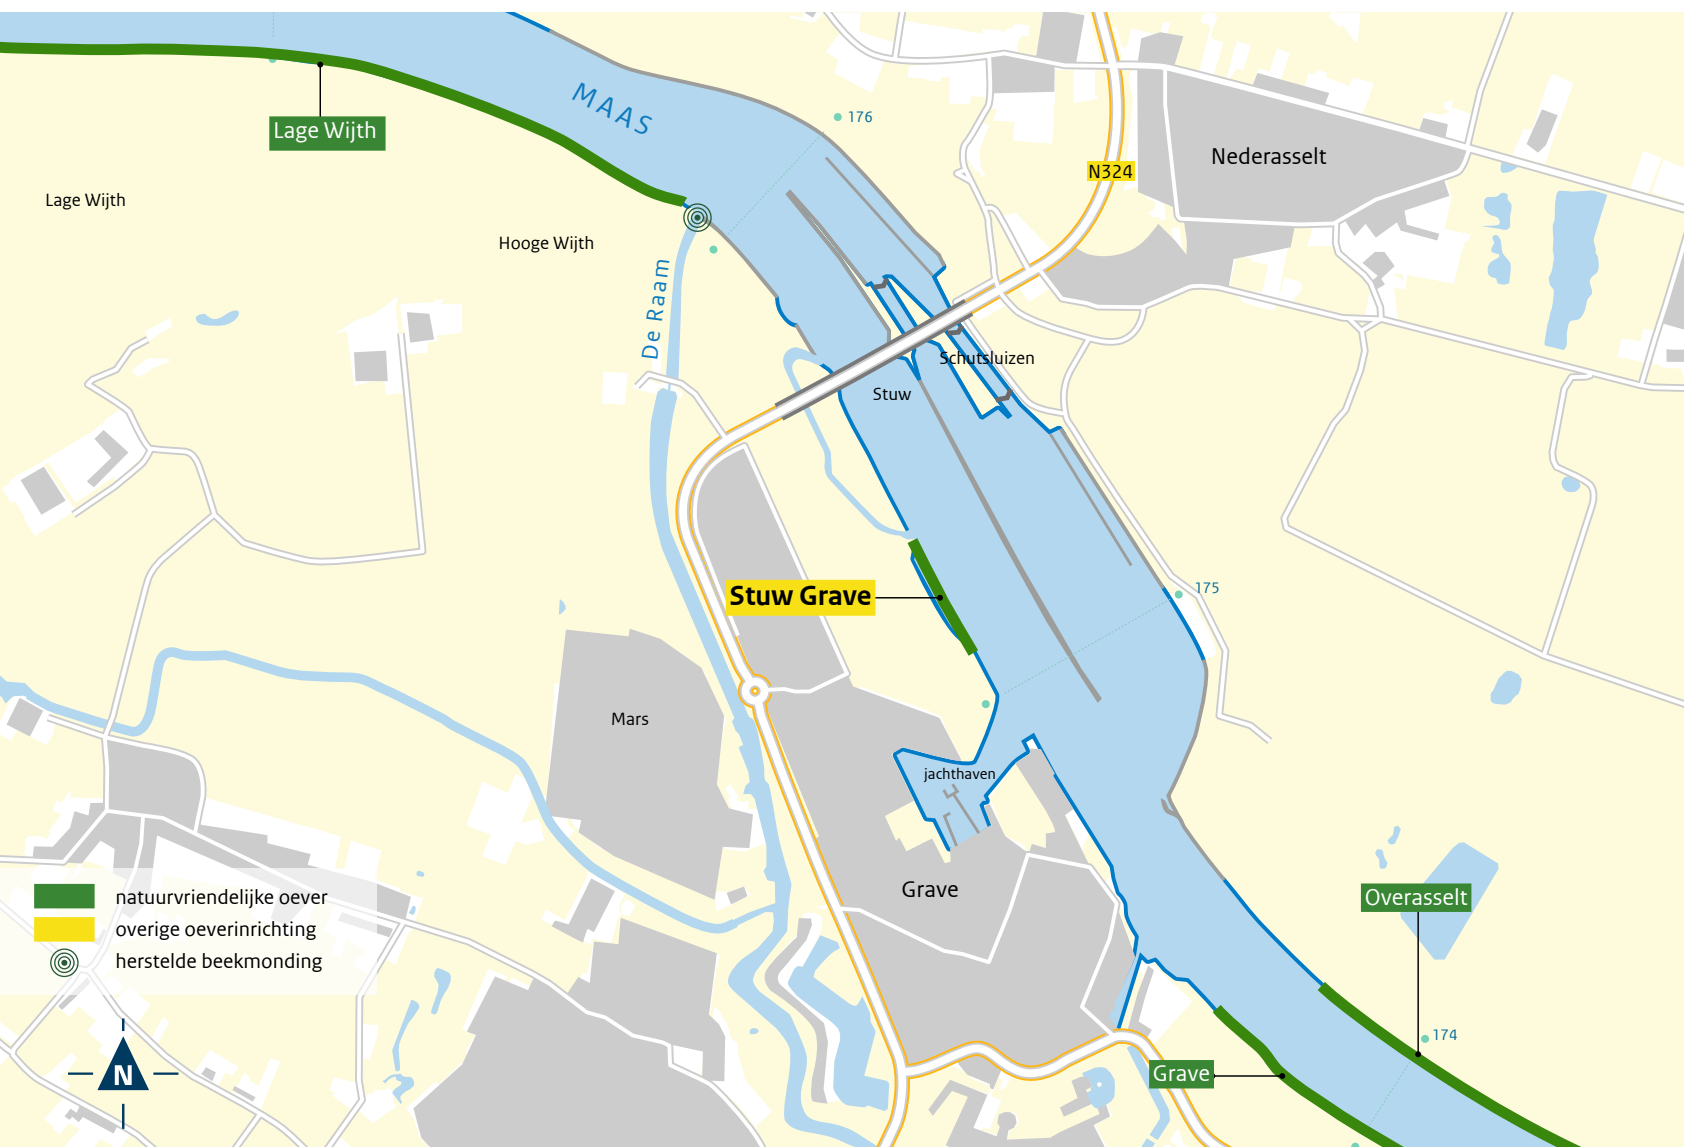 MAAS
176
Lage Wijth
Nederasselt
N324
Lage Wijth
Hooge Wijth
De Raam
Schutsluizen
Stuw
Stuw Grave
175
Mars
jachthaven
Grave
Overasselt
natuurvriendelijke oever
overige oeverinrichting
herstelde beekmonding
174
Grave
N